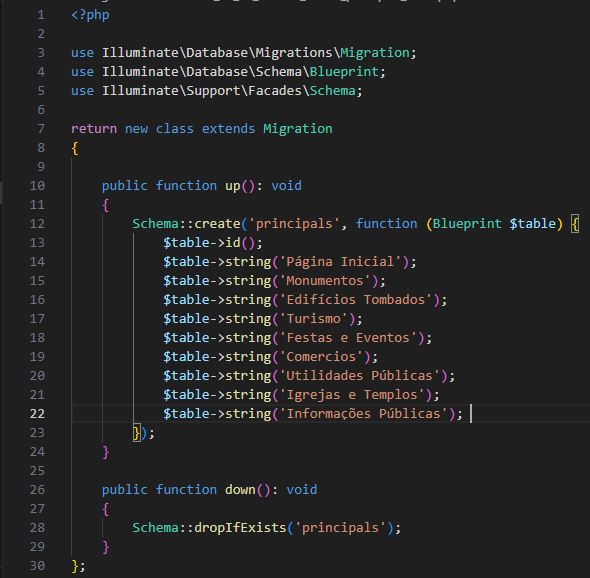 1 <?php
2
3 use Illuminate\Database\Migrations\Migration;
4 use Illuminate\Database\Schema\Blueprint;
5 use Illuminate\Support\Facades\Schema;
6
7 return new class extends Migration
8 {
9
10 public function up(): void
11 {
12 Schema::create('principals', function (Blueprint $table) {
13 $table->id();
14 $table->string('Página Inicial');
15 $table->string('Monumentos');
16 $table->string('Edifícios Tombados');
17 $table->string('Turismo');
18 $table->string('Festas e Eventos');
19 $table->string('Comercios');
20 $table->string('Utilidades Públicas');
21 $table->string('Igrejas e Templos');
22 $table->string('Informações Públicas');
23 });
24 }
25
26 public function down(): void
27 {
28 Schema::dropIfExists('principals');
29 }
30 };